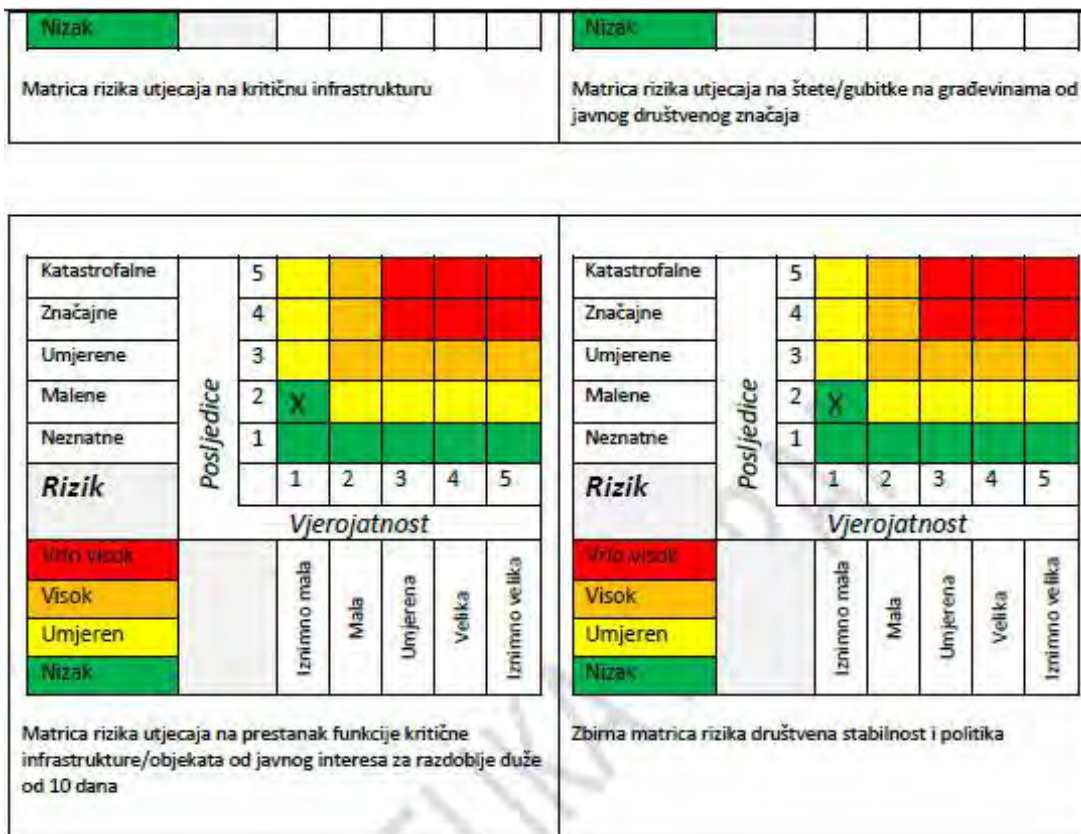 Nizak
Matrica rizika utjecaja na kritičnu infrastrukturu
Nizak
Matrica rizika utjecaja na štete/gubitke na građevinama od
javnog društvenog značaja
Katastrofalne 5
Značajne 4
Umjerene 3
Malene 2 X
Neznatne 1
Posljedice
Rizik 1 2 3 4 5
Vjerojatnost
Vrlo visok
Visok
Umjeren
Nizak
Iznimno mala
Mala
Umjerena
Velika
Iznimno velika
Matrica rizika utjecaja na prestanak funkcije kritične
infrastrukture/objekata od javnog interesa za razdoblje duže
od 10 dana
Katastrofalne 5
Značajne 4
Umjerene 3
Malene 2 X
Neznatne 1
Posljedice
Rizik 1 2 3 4 5
Vjerojatnost
Vrlo visok
Visok
Umjeren
Nizak
Iznimno mala
Mala
Umjerena
Velika
Iznimno velika
Zbirna matrica rizika društvena stabilnost i politika